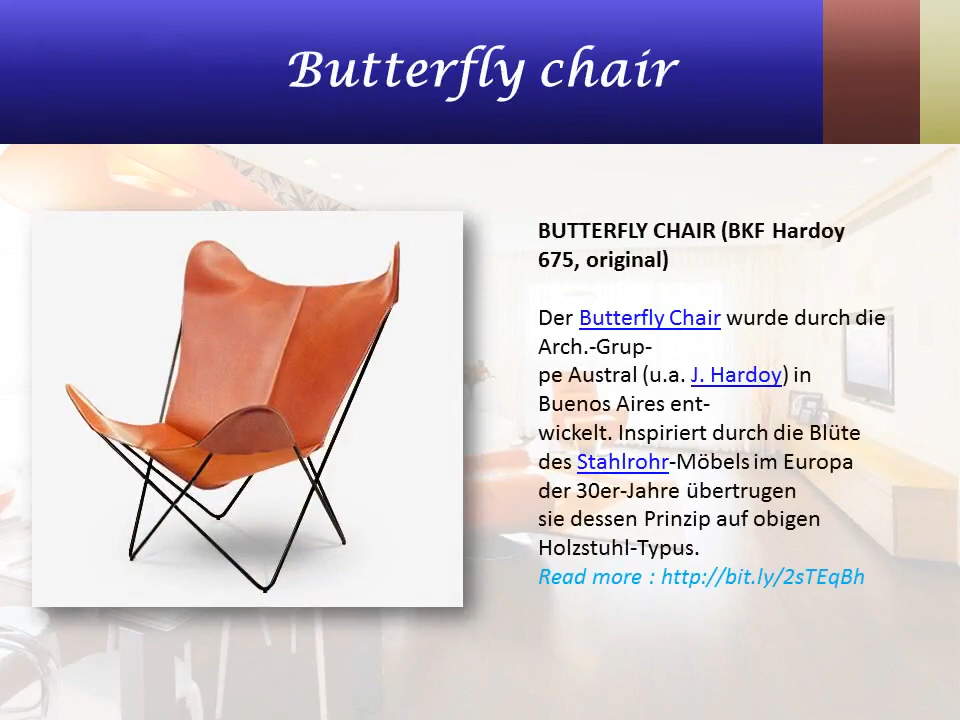 Butterfly chair
BUTTERFLY CHAIR (BKF Hardoy
675, original)
Der Butterfly Chair wurde durch die
Arch.-Grup-
pe Austral (u.a. J. Hardoy) in
Buenos Aires ent-
wickelt. Inspiriert durch die Blüte
des Stahlrohr-Möbels im Europa
der 30er-Jahre übertrugen
sie dessen Prinzip auf obigen
Holzstuhl-Typus.
Read more : http://bit.ly/2sTEqBh